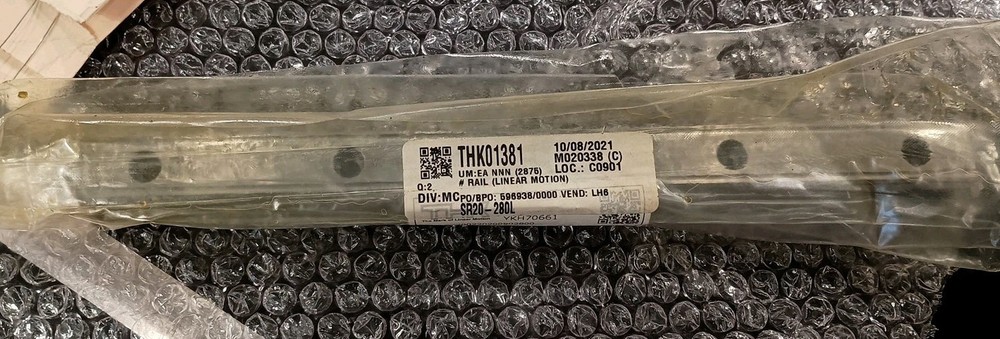 THK01381
10/08/2021
M020338 (C)
UM:EA NNN (2875) LOC.: C0901
Q:2 # RAIL (LINEAR MOTION)
DIV:MC PO/BPO: 596938/0000 VEND: LH6
SR20-280L
YKH70661